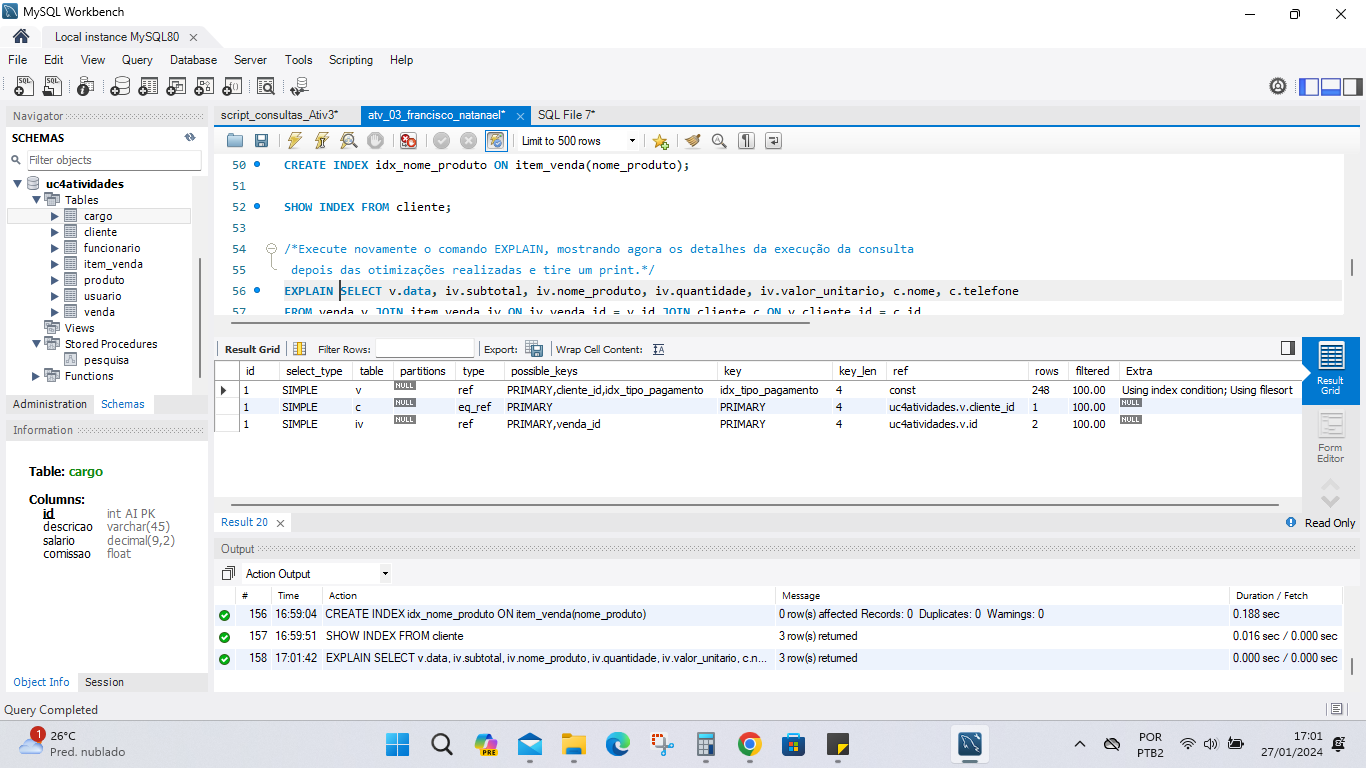 MySQL Workbench
Local instance MySQL80
File Edit View Query Database Server Tools Scripting Help
Navigator
SCHEMAS
Filter objects
uc4atividades
Tables
cargo
cliente
funcionario
item_venda
produto
usuario
venda
Views
Stored Procedures
pesquisa
Functions
Administration Schemas
Information
Table: cargo
Columns:
id int AI PK
descricao varchar(45)
salario decimal(9,2)
comissao float
Object Info Session
script_consultas_Ativ3* atv_03_francisco_natanael* SQL File 7*
Limit to 500 rows
50 CREATE INDEX idx_nome_produto ON item_venda(nome_produto);
51
52 SHOW INDEX FROM cliente;
53
54 /*Execute novamente o comando EXPLAIN, mostrando agora os detalhes da execução da consulta
55 depois das otimizações realizadas e tire um print.*/
56 EXPLAIN SELECT v.data, iv.subtotal, iv.nome_produto, iv.quantidade, iv.valor_unitario, c.nome, c.telefone
57 FROM venda v JOIN item_venda iv ON iv.venda_id = v.id JOIN cliente c ON v.cliente_id = c.id
Result Grid Filter Rows: Export: Wrap Cell Content:
id select_type table partitions type possible_keys key key_len ref rows filtered Extra
1 SIMPLE v NULL ref PRIMARY,cliente_id,idx_tipo_pagamento idx_tipo_pagamento 4 const 248 100.00 Using index condition; Using filesort
1 SIMPLE c NULL eq_ref PRIMARY PRIMARY 4 uc4atividades.v.cliente_id 1 100.00 NULL
1 SIMPLE iv NULL ref PRIMARY,venda_id PRIMARY 4 uc4atividades.v.id 2 100.00 NULL
Result Grid
Form Editor
Result 20
Read Only
Output
Action Output
# Time Action Message Duration / Fetch
156 16:59:04 CREATE INDEX idx_nome_produto ON item_venda(nome_produto) 0 row(s) affected Records: 0 Duplicates: 0 Warnings: 0 0.188 sec
157 16:59:51 SHOW INDEX FROM cliente 3 row(s) returned 0.016 sec / 0.000 sec
158 17:01:42 EXPLAIN SELECT v.data, iv.subtotal, iv.nome_produto, iv.quantidade, iv.valor_unitario, c.n... 3 row(s) returned 0.000 sec / 0.000 sec
Query Completed
1
26°C
Pred. nublado
PRE
POR
PTB2
17:01
27/01/2024